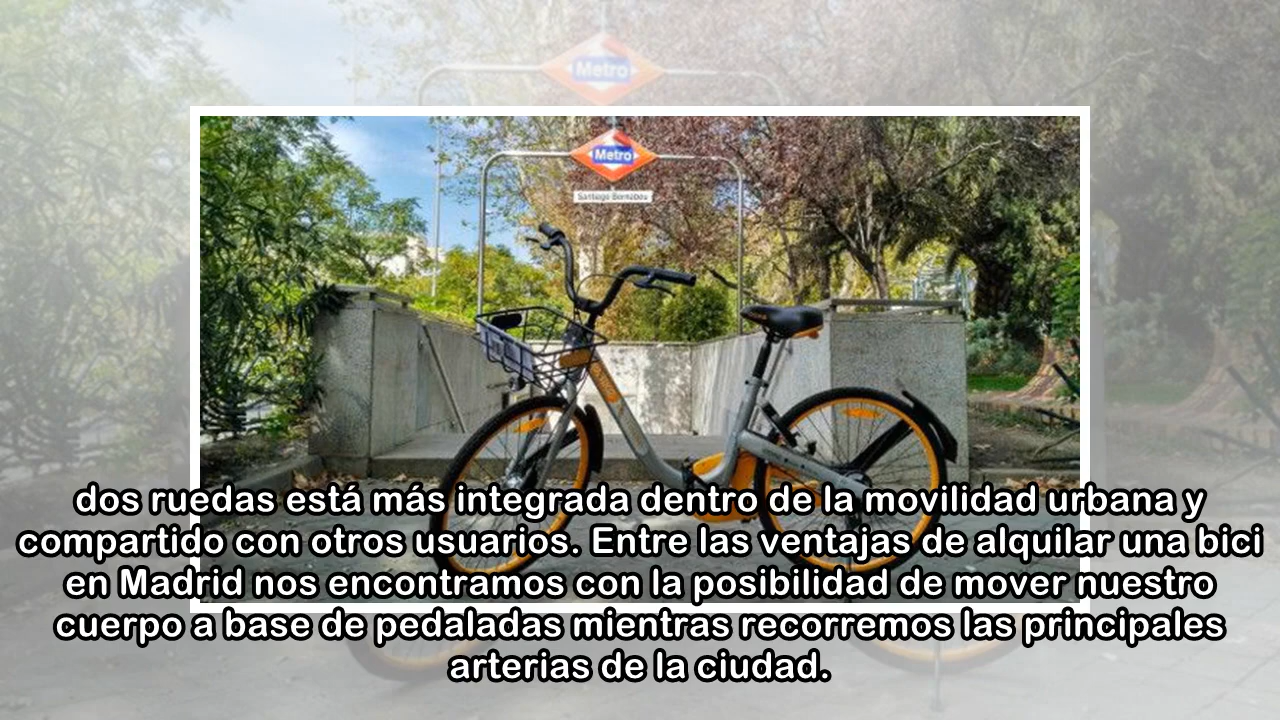 Metro
Metro
Santiago Bernabéu
dos ruedas está más integrada dentro de la movilidad urbana y
compartido con otros usuarios. Entre las ventajas de alquilar una bici
en Madrid nos encontramos con la posibilidad de mover nuestro
cuerpo a base de pedaladas mientras recorremos las principales
arterias de la ciudad.